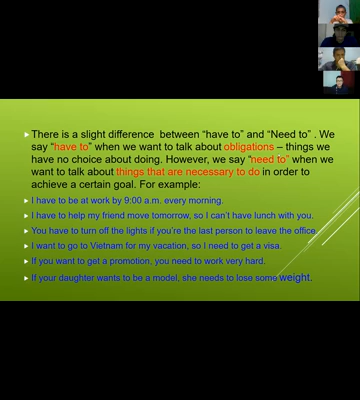 There is a slight difference between “have to” and “Need to” . We
say “have to” when we want to talk about obligations – things we
have no choice about doing. However, we say “need to” when we
want to talk about things that are necessary to do in order to
achieve a certain goal. For example:
I have to be at work by 9:00 a.m. every morning.
I have to help my friend move tomorrow, so I can’t have lunch with you.
You have to turn off the lights if you’re the last person to leave the office.
I want to go to Vietnam for my vacation, so I need to get a visa.
If you want to get a promotion, you need to work very hard.
If your daughter wants to be a model, she needs to lose some weight.